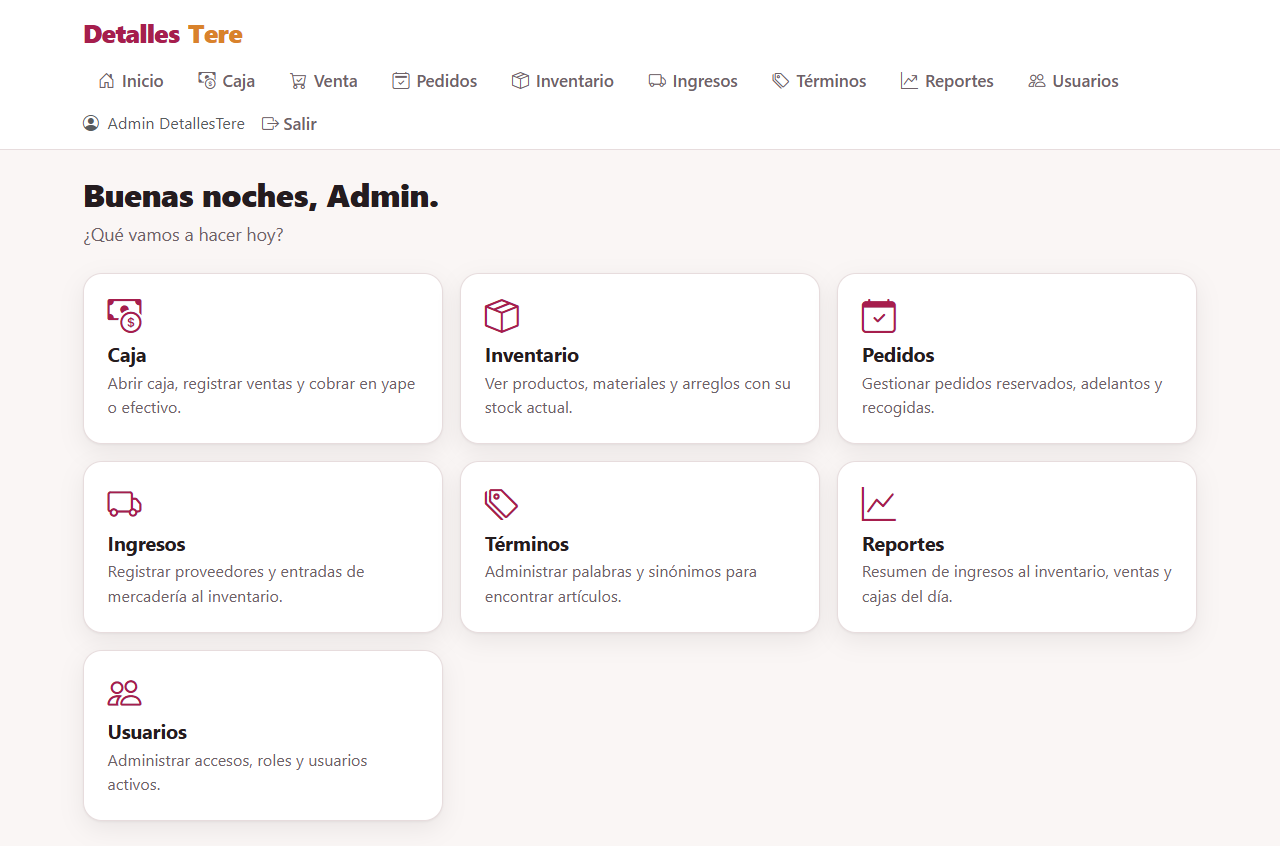 Detalles Tere
Inicio Caja Venta Pedidos Inventario Ingresos Términos Reportes Usuarios
Admin DetallesTere Salir
Buenas noches, Admin.
¿Qué vamos a hacer hoy?
Caja
Abrir caja, registrar ventas y cobrar en yape
o efectivo.
Inventario
Ver productos, materiales y arreglos con su
stock actual.
Pedidos
Gestionar pedidos reservados, adelantos y
recogidas.
Ingresos
Registrar proveedores y entradas de
mercadería al inventario.
Términos
Administrar palabras y sinónimos para
encontrar artículos.
Reportes
Resumen de ingresos al inventario, ventas y
cajas del día.
Usuarios
Administrar accesos, roles y usuarios
activos.